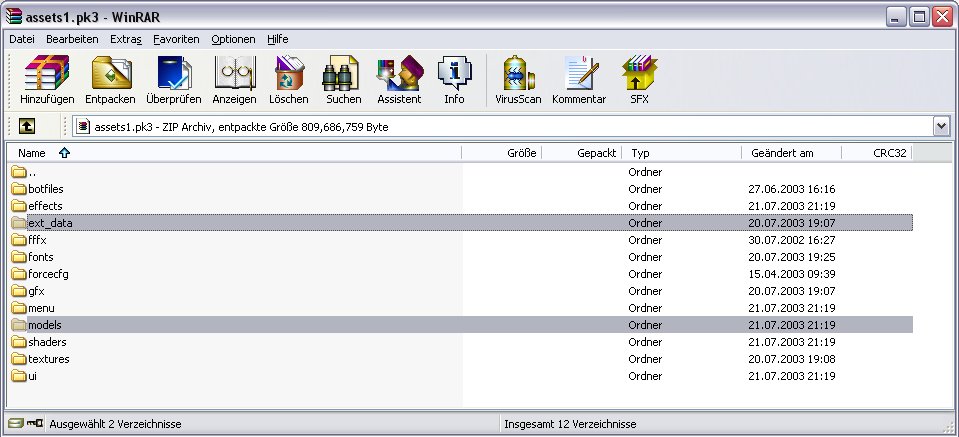 assets1.pk3 - WinRAR
Datei Bearbeiten Extras Favoriten Optionen Hilfe
Hinzufügen Entpacken Überprüfen Anzeigen Löschen Suchen Assistent Info VirusScan Kommentar SFX
assets1.pk3 - ZIP Archiv, entpackte Größe 809,686,759 Byte
Name Größe Gepackt Typ Geändert am CRC32
.. Ordner
botfiles Ordner 27.06.2003 16:16
effects Ordner 21.07.2003 21:19
ext_data Ordner 20.07.2003 19:07
fffx Ordner 30.07.2002 16:27
fonts Ordner 20.07.2003 19:25
forcecfg Ordner 15.04.2003 09:39
gfx Ordner 20.07.2003 19:07
menu Ordner 21.07.2003 21:19
models Ordner 21.07.2003 21:19
shaders Ordner 21.07.2003 21:19
textures Ordner 20.07.2003 19:08
ui Ordner 21.07.2003 21:19
Ausgewählt 2 Verzeichnisse Insgesamt 12 Verzeichnisse